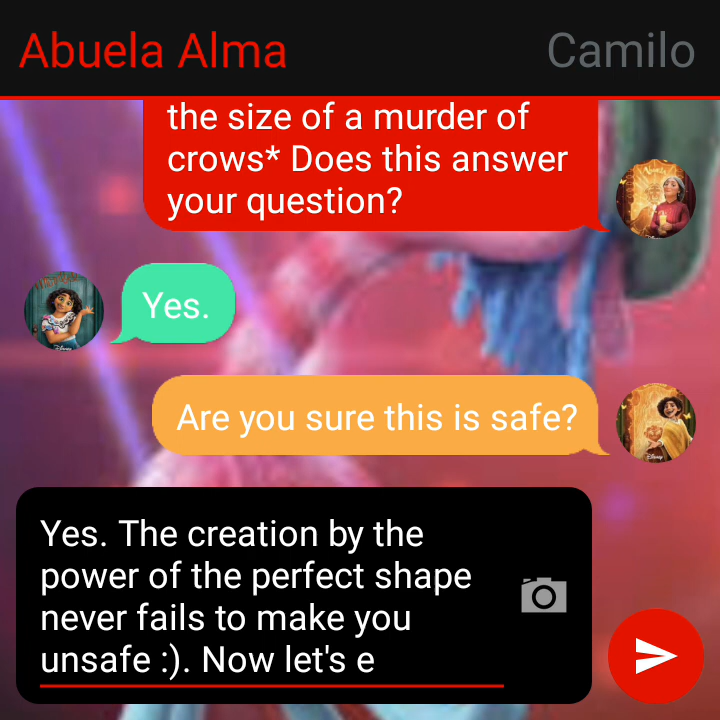 Abuela Alma
Camilo
the size of a murder of
crows* Does this answer
your question?
Yes.
Are you sure this is safe?
Yes. The creation by the
power of the perfect shape
never fails to make you
unsafe :). Now let's e